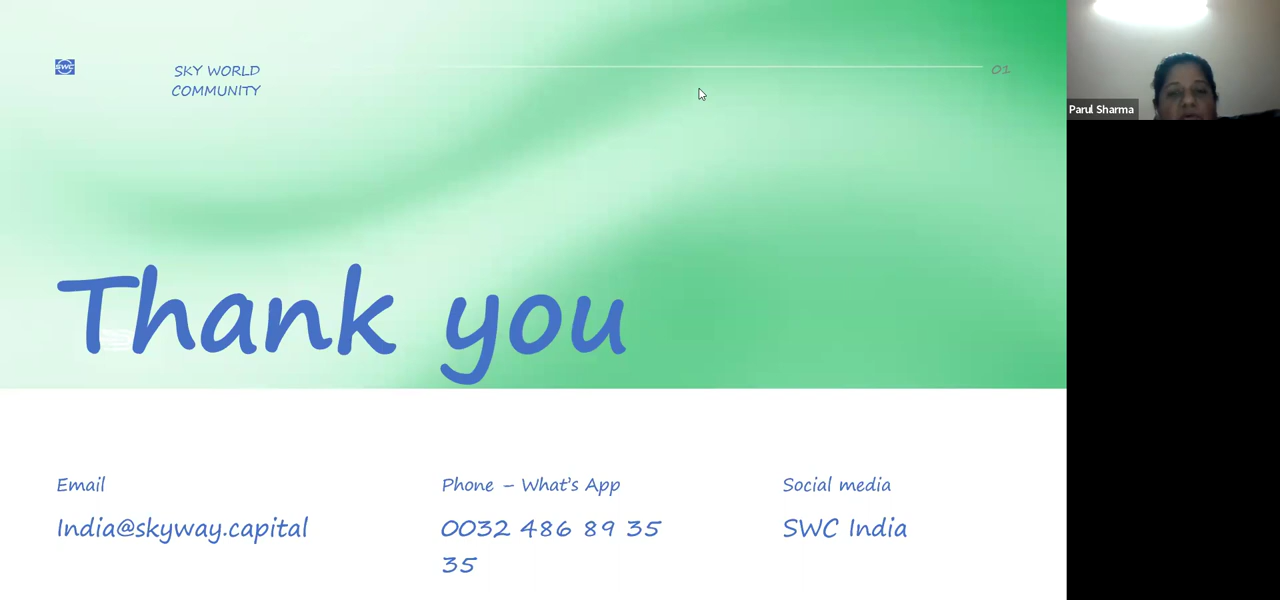 SWC
SKY WORLD
COMMUNITY
01
Parul Sharma
Thank you
Email
Phone – What's App
Social media
India@skyway.capital
0032 486 89 35
35
SWC India